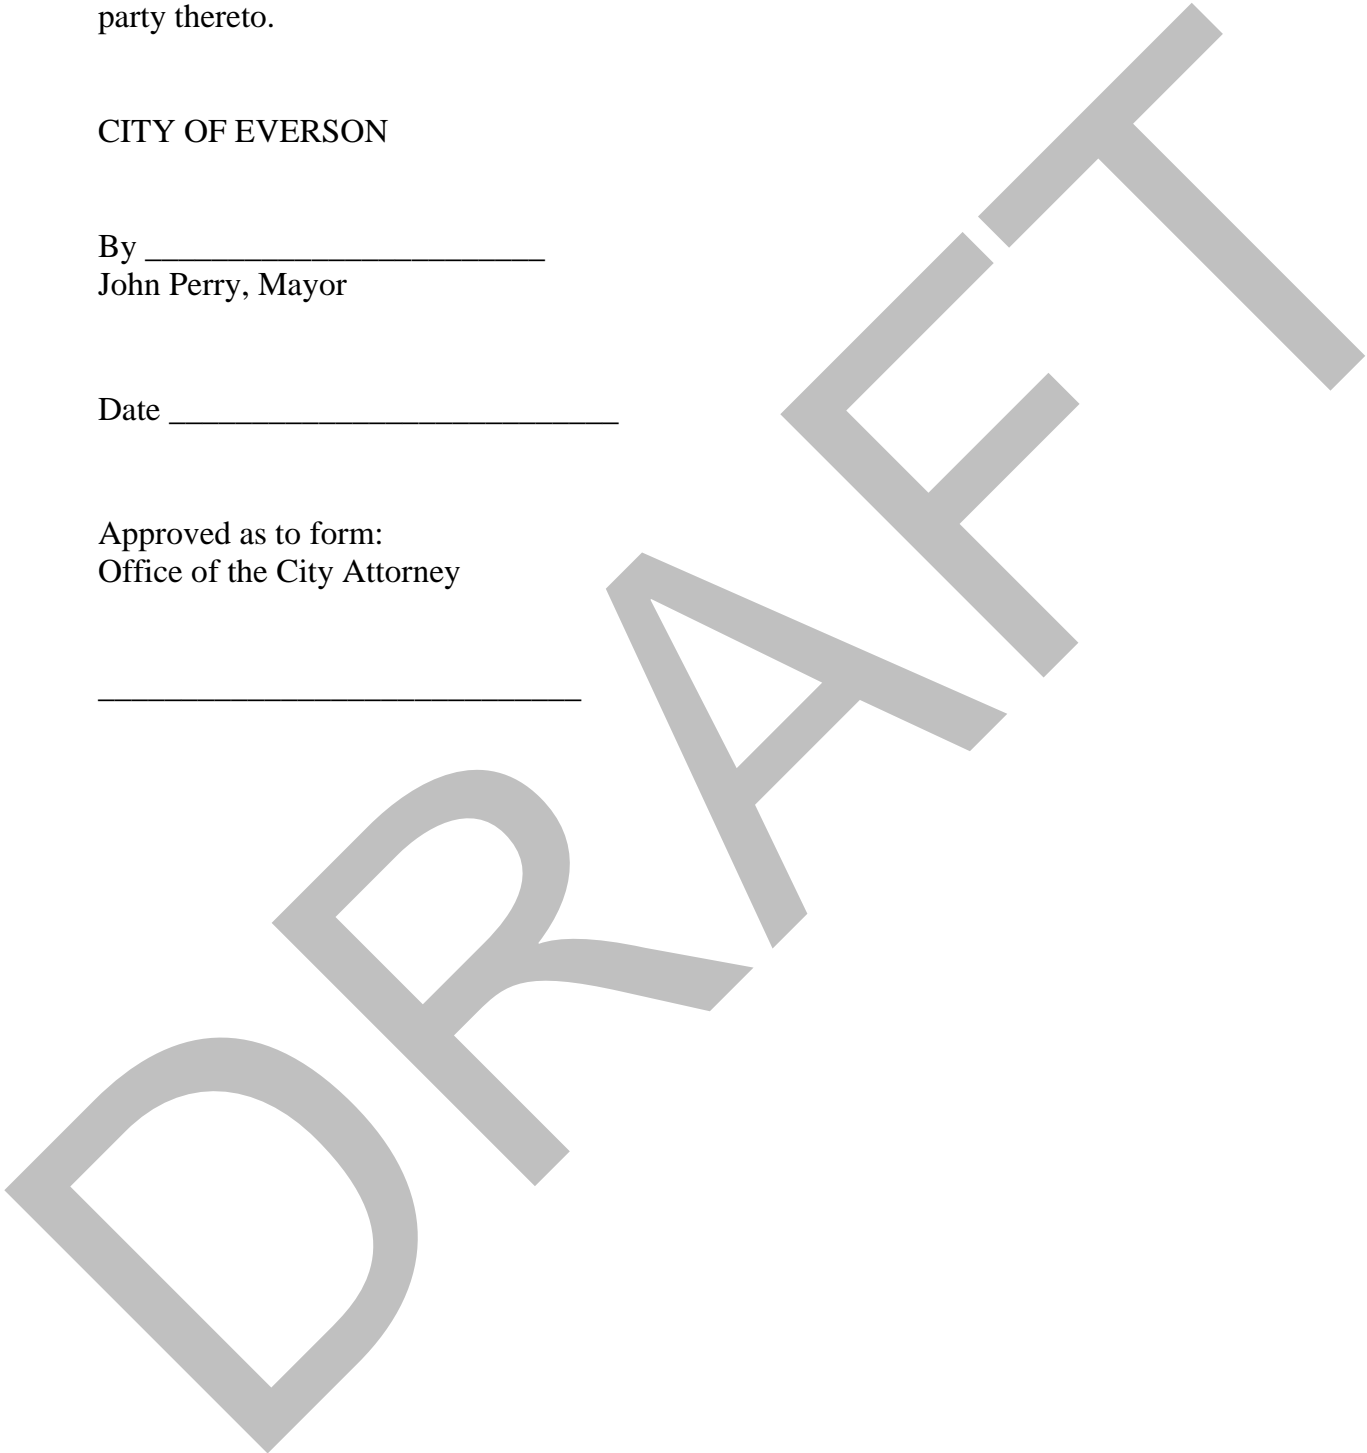 party thereto.
CITY OF EVERSON
By ________________________
John Perry, Mayor
Date ___________________________
Approved as to form:
Office of the City Attorney
_____________________________
DRAFT